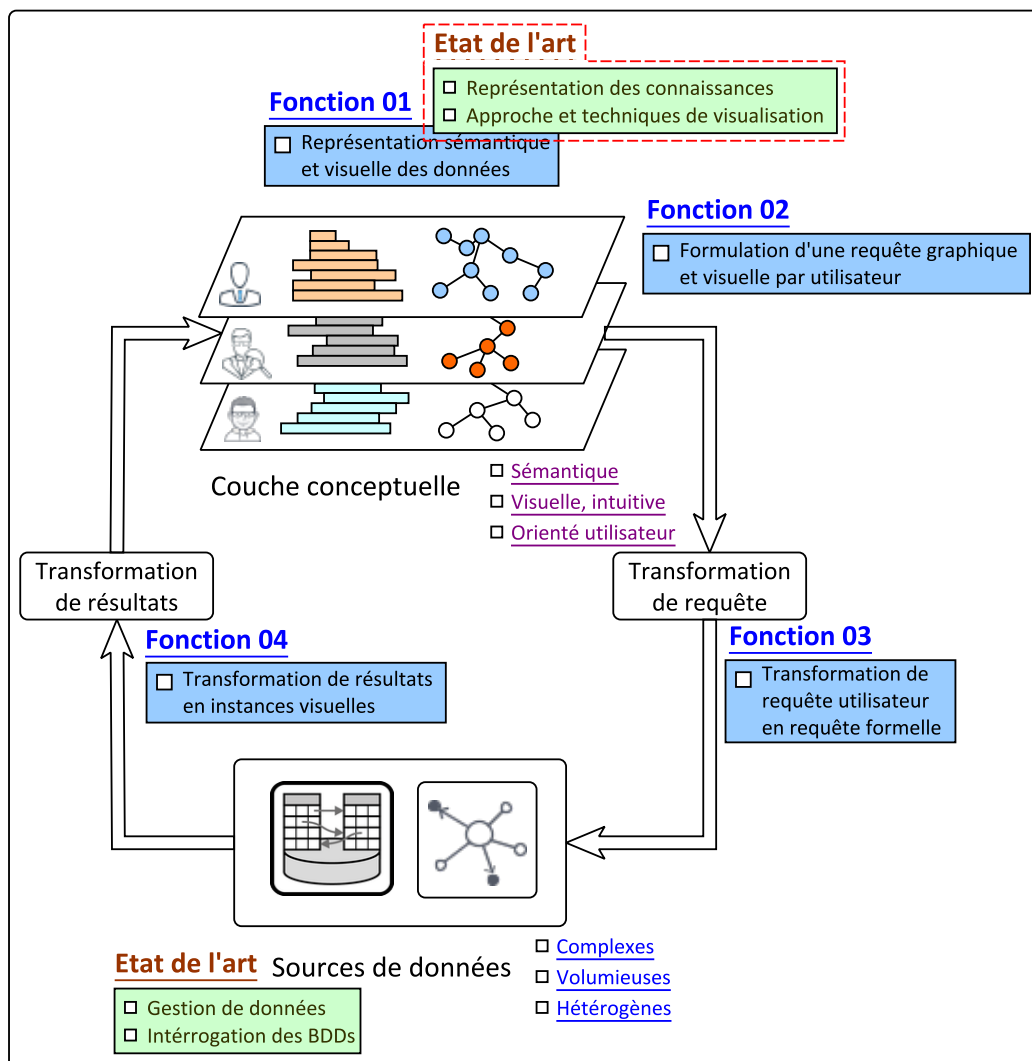 Etat de l'art
Représentation des connaissances
Approche et techniques de visualisation
Fonction 01
Représentation sémantique
et visuelle des données
Fonction 02
Formulation d'une requête graphique
et visuelle par utilisateur
Couche conceptuelle
Sémantique
Visuelle, intuitive
Orienté utilisateur
Transformation
de résultats
Transformation
de requête
Fonction 04
Transformation de résultats
en instances visuelles
Fonction 03
Transformation de
requête utilisateur
en requête formelle
Etat de l'art
Sources de données
Complexes
Volumieuses
Hétérogènes
Gestion de données
Intérrogation des BDDs